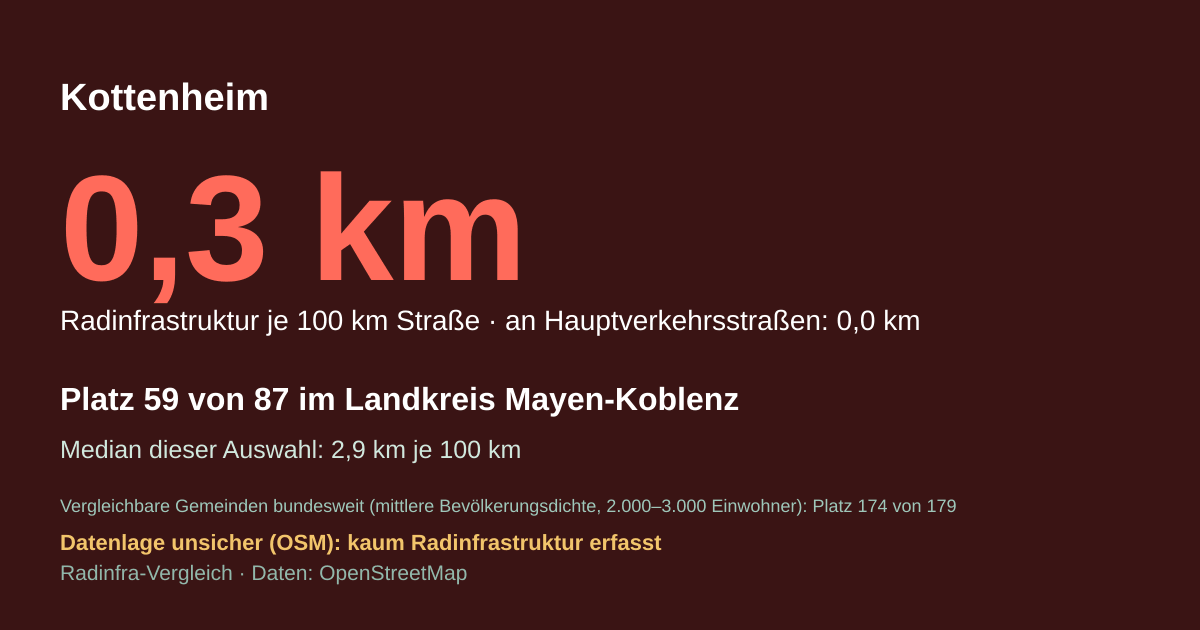 Kottenheim
0,3 km
Radinfrastruktur je 100 km Straße · an Hauptverkehrsstraßen: 0,0 km
Platz 59 von 87 im Landkreis Mayen-Koblenz
Median dieser Auswahl: 2,9 km je 100 km
Vergleichbare Gemeinden bundesweit (mittlere Bevölkerungsdichte, 2.000–3.000 Einwohner): Platz 174 von 179
Datenlage unsicher (OSM): kaum Radinfrastruktur erfasst
Radinfra-Vergleich · Daten: OpenStreetMap